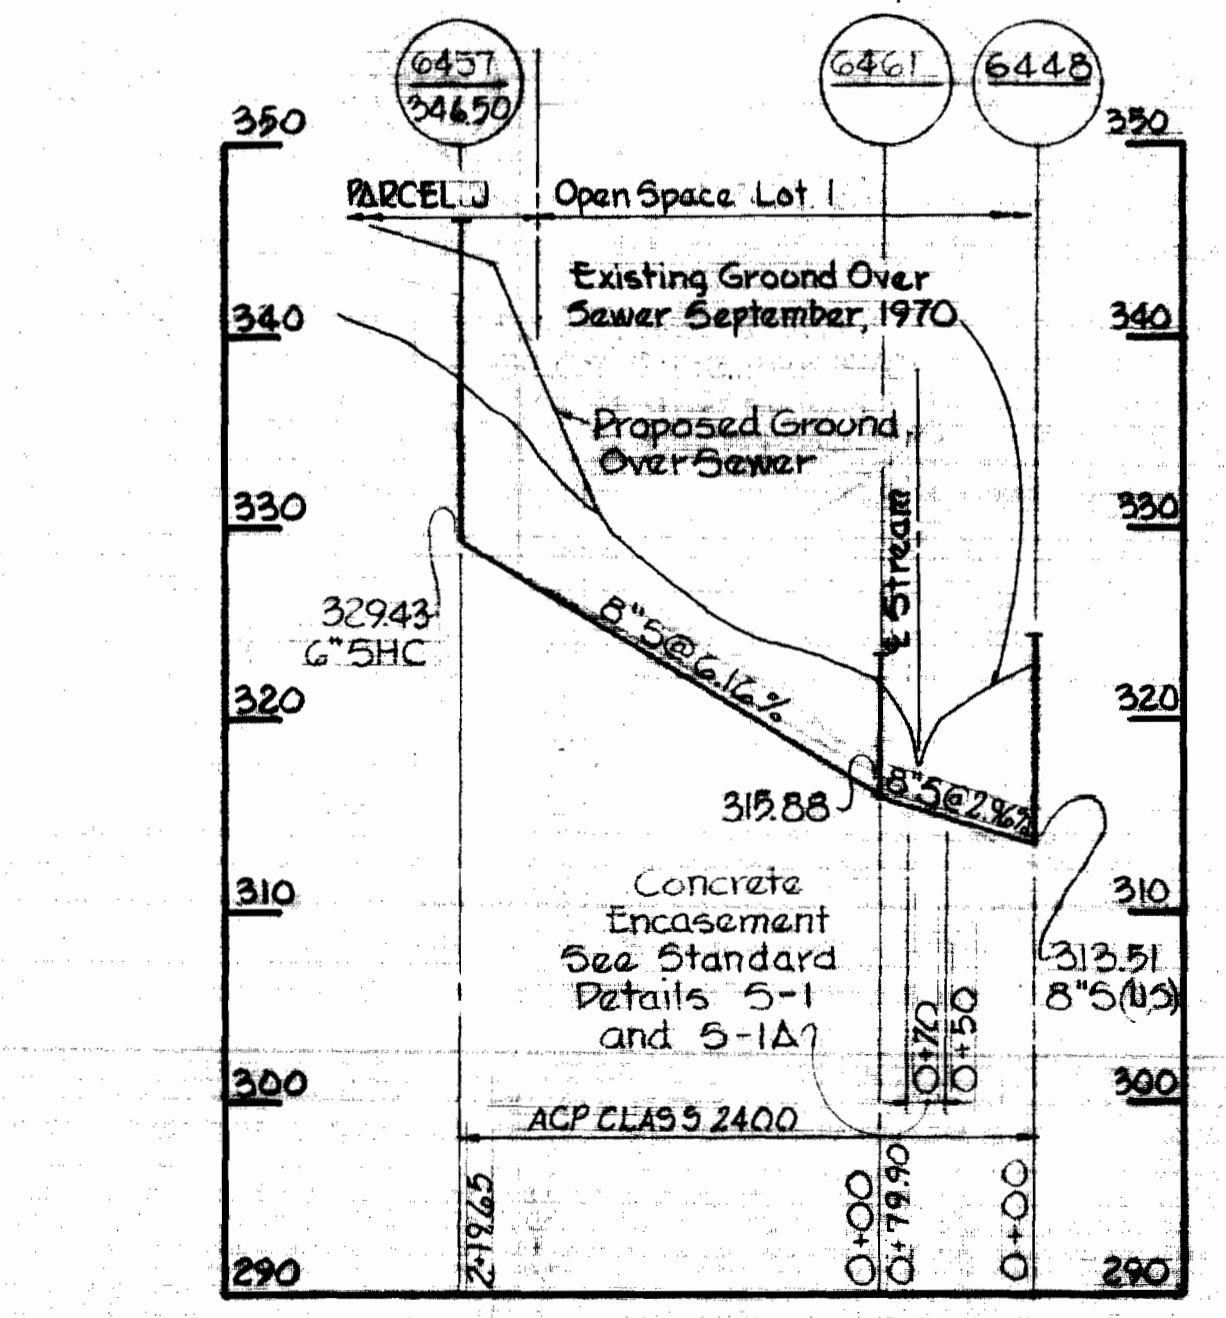 6457
346.50
6461
6448
350
350
PARCEL J
Open Space Lot 1
Existing Ground Over
Sewer September, 1970
340
340
Proposed Ground
Over Sewer
330
330
℄ Stream
329.43
6"SHC
8"S@6.16%
320
320
315.88
8"S@2.96%
Concrete
Encasement
See Standard
Details S-1
and S-1A
310
310
313.51
8"S(US)
0+70
0+50
300
300
ACP CLASS 2400
2+19.65
0+00
0+79.90
0+00
290
290